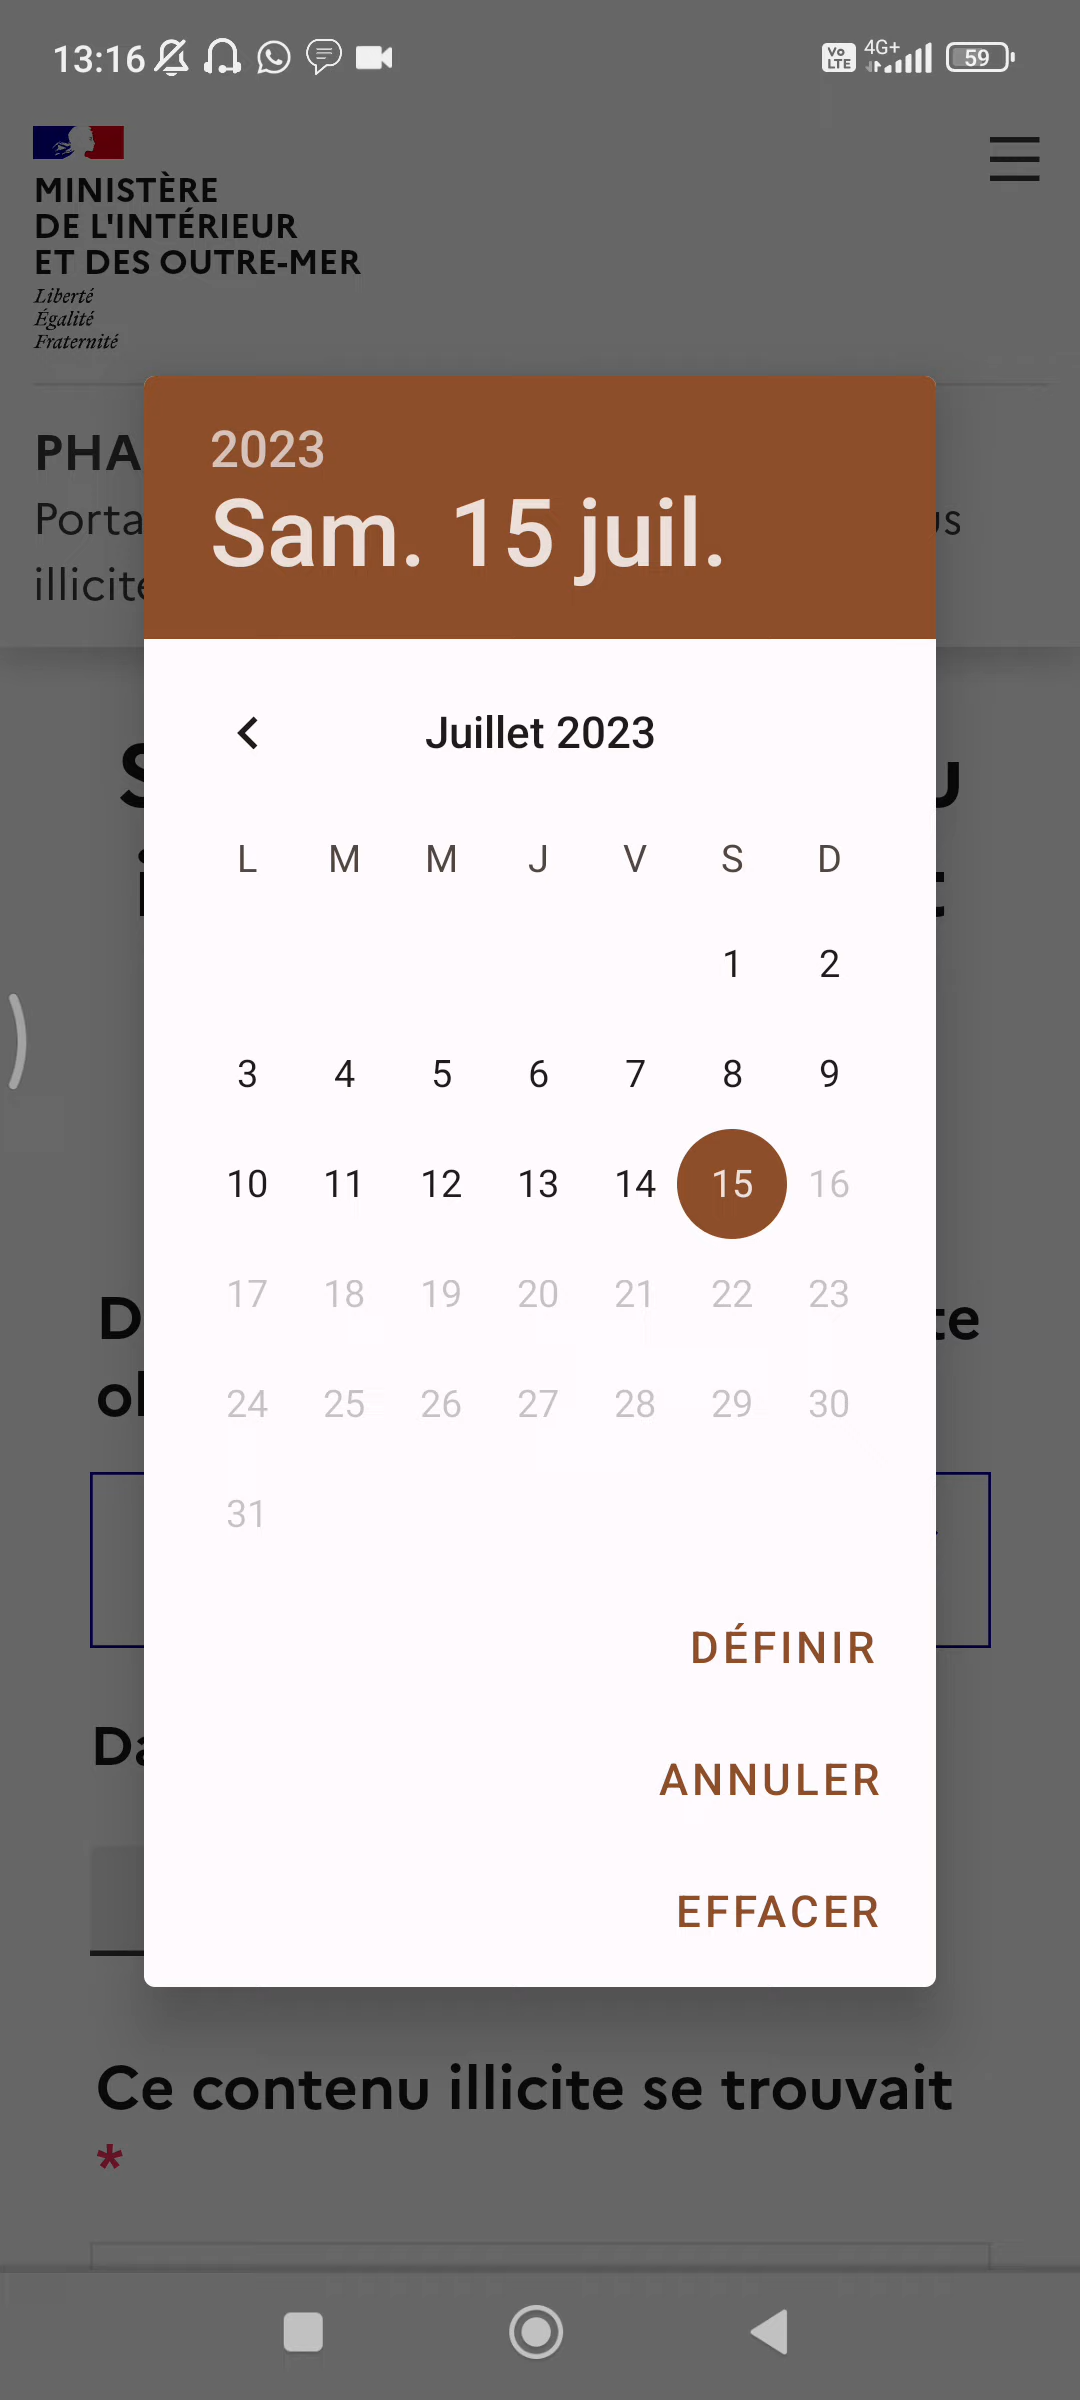 13:16
Vo LTE 4G+ 59
MINISTÈRE
DE L'INTÉRIEUR
ET DES OUTRE-MER
Liberté
Égalité
Fraternité
2023
Sam. 15 juil.
Juillet 2023
L M M J V S D
1 2
3 4 5 6 7 8 9
10 11 12 13 14 15 16
17 18 19 20 21 22 23
24 25 26 27 28 29 30
31
DÉFINIR
ANNULER
EFFACER
Ce contenu illicite se trouvait
*